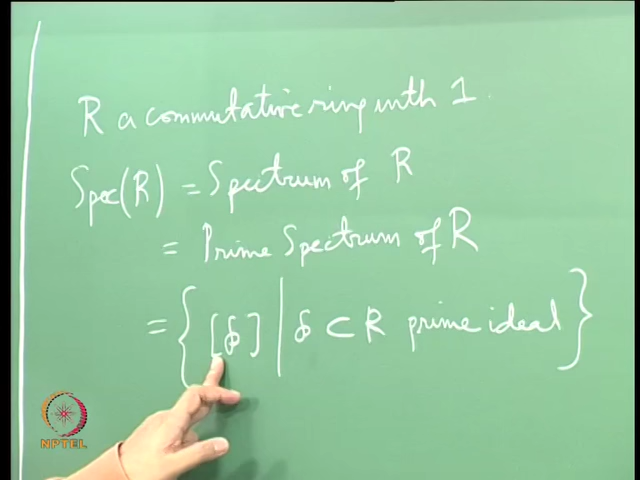 R a commutative ring with 1.
Spec(R) = Spectrum of R
= Prime Spectrum of R
= { [𝔭] | 𝔭 ⊂ R prime ideal }
NPTEL